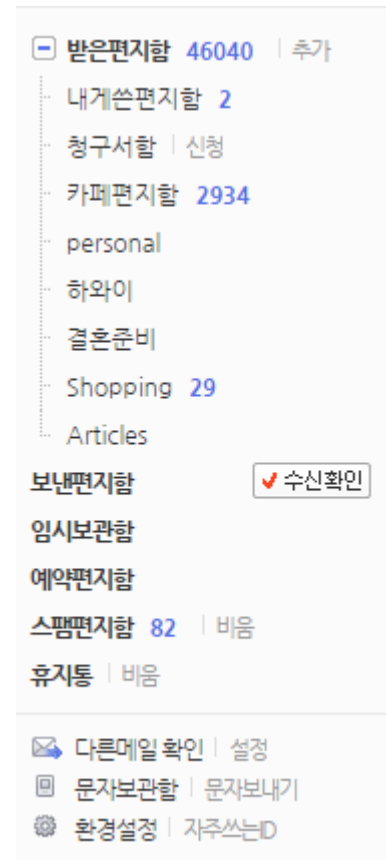 받은편지함 46040 추가
내게쓴편지함 2
청구서함 신청
카페편지함 2934
personal
하와이
결혼준비
Shopping 29
Articles
보낸편지함 수신확인
임시보관함
예약편지함
스팸편지함 82 비움
휴지통 비움
다른메일 확인 설정
문자보관함 문자보내기
환경설정 자주쓰는ID